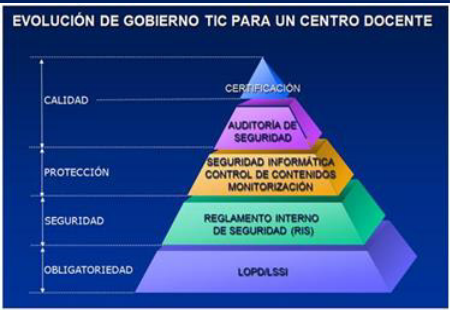 EVOLUCIÓN DE GOBIERNO TIC PARA UN CENTRO DOCENTE
CERTIFICACIÓN
CALIDAD
AUDITORÍA DE
SEGURIDAD
PROTECCIÓN
SEGURIDAD INFORMÁTICA
CONTROL DE CONTENIDOS
MONITORIZACIÓN
SEGURIDAD
REGLAMENTO INTERNO
DE SEGURIDAD (RIS)
OBLIGATORIEDAD
LOPD/LSSI